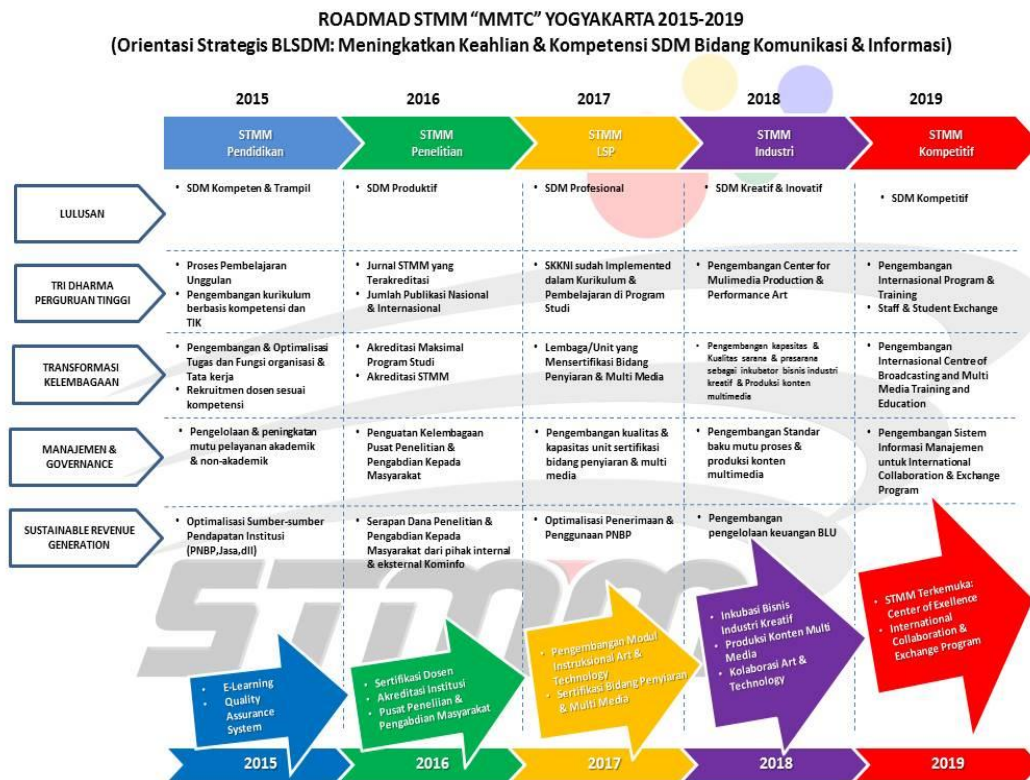 ROADMAD STMM “MMTC” YOGYAKARTA 2015-2019
(Orientasi Strategis BLSDM: Meningkatkan Keahlian & Kompetensi SDM Bidang Komunikasi & Informasi)
2015
2016
2017
2018
2019
STMM
Pendidikan
STMM
Penelitian
STMM
LSP
STMM
Industri
STMM
Kompetitif
LULUSAN
• SDM Kompeten & Trampil
• SDM Produktif
• SDM Profesional
• SDM Kreatif & Inovatif
• SDM Kompetitif
TRI DHARMA
PERGURUAN TINGGI
• Proses Pembelajaran
Unggulan
• Pengembangan kurikulum
berbasis kompetensi dan
TIK
• Jurnal STMM yang
Terakreditasi
• Jumlah Publikasi Nasional
& Internasional
• SKKNI sudah Implemented
dalam Kurikulum &
Pembelajaran di Program
Studi
• Pengembangan Center for
Mulimedia Production &
Performance Art
• Pengembangan
Internasional Program &
Training
• Staff & Student Exchange
TRANSFORMASI
KELEMBAGAAN
• Pengembangan & Optimalisasi
Tugas dan Fungsi organisasi &
Tata kerja
• Rekruitmen dosen sesuai
kompetensi
• Akreditasi Maksimal
Program Studi
• Akreditasi STMM
• Lembaga/Unit yang
Mensertifikasi Bidang
Penyiaran & Multi Media
• Pengembangan kapasitas &
Kualitas sarana & prasarana
sebagai inkubator bisnis industri
kreatif & Produksi konten
multimedia
• Pengembangan
Internasional Centre of
Broadcasting and Multi
Media Training and
Education
MANAJEMEN &
GOVERNANCE
• Pengelolaan & peningkatan
mutu pelayanan akademik
& non-akademik
• Penguatan Kelembagaan
Pusat Penelitian &
Pengabdian Kepada
Masyarakat
• Pengembangan kualitas &
kapasitas unit sertifikasi
bidang penyiaran & multi
media
• Pengembangan Standar
baku mutu proses &
produksi konten
multimedia
• Pengembangan Sistem
Informasi Manajemen
untuk International
Collaboration & Exchange
Program
SUSTAINABLE REVENUE
GENERATION
• Optimalisasi Sumber-sumber
Pendapatan Institusi
(PNBP,Jasa,dll)
• Serapan Dana Penelitian &
Pengabdian Kepada
Masyarakat dari pihak internal
& eksternal Kominfo
• Optimalisasi Penerimaan &
Penggunaan PNBP
• Pengembangan
pengelolaan keuangan BLU
STMM
• E-Learning
• Quality
Assurance
System
• Sertifikasi Dosen
• Akreditasi Institusi
• Pusat Penelilian &
Pengabdian Masyarakat
• Pengembangan Modul
Instruksional Art &
Technology
• Sertifikasi Bidang Penyiaran
& Multi Media
• Inkubasi Bisnis
Industri Kreatif
• Produksi Konten Multi
Media
• Kolaborasi Art &
Technology
• STMM Terkemuka:
Center of Exellence
• International
Collaboration &
Exchange Program
2015
2016
2017
2018
2019